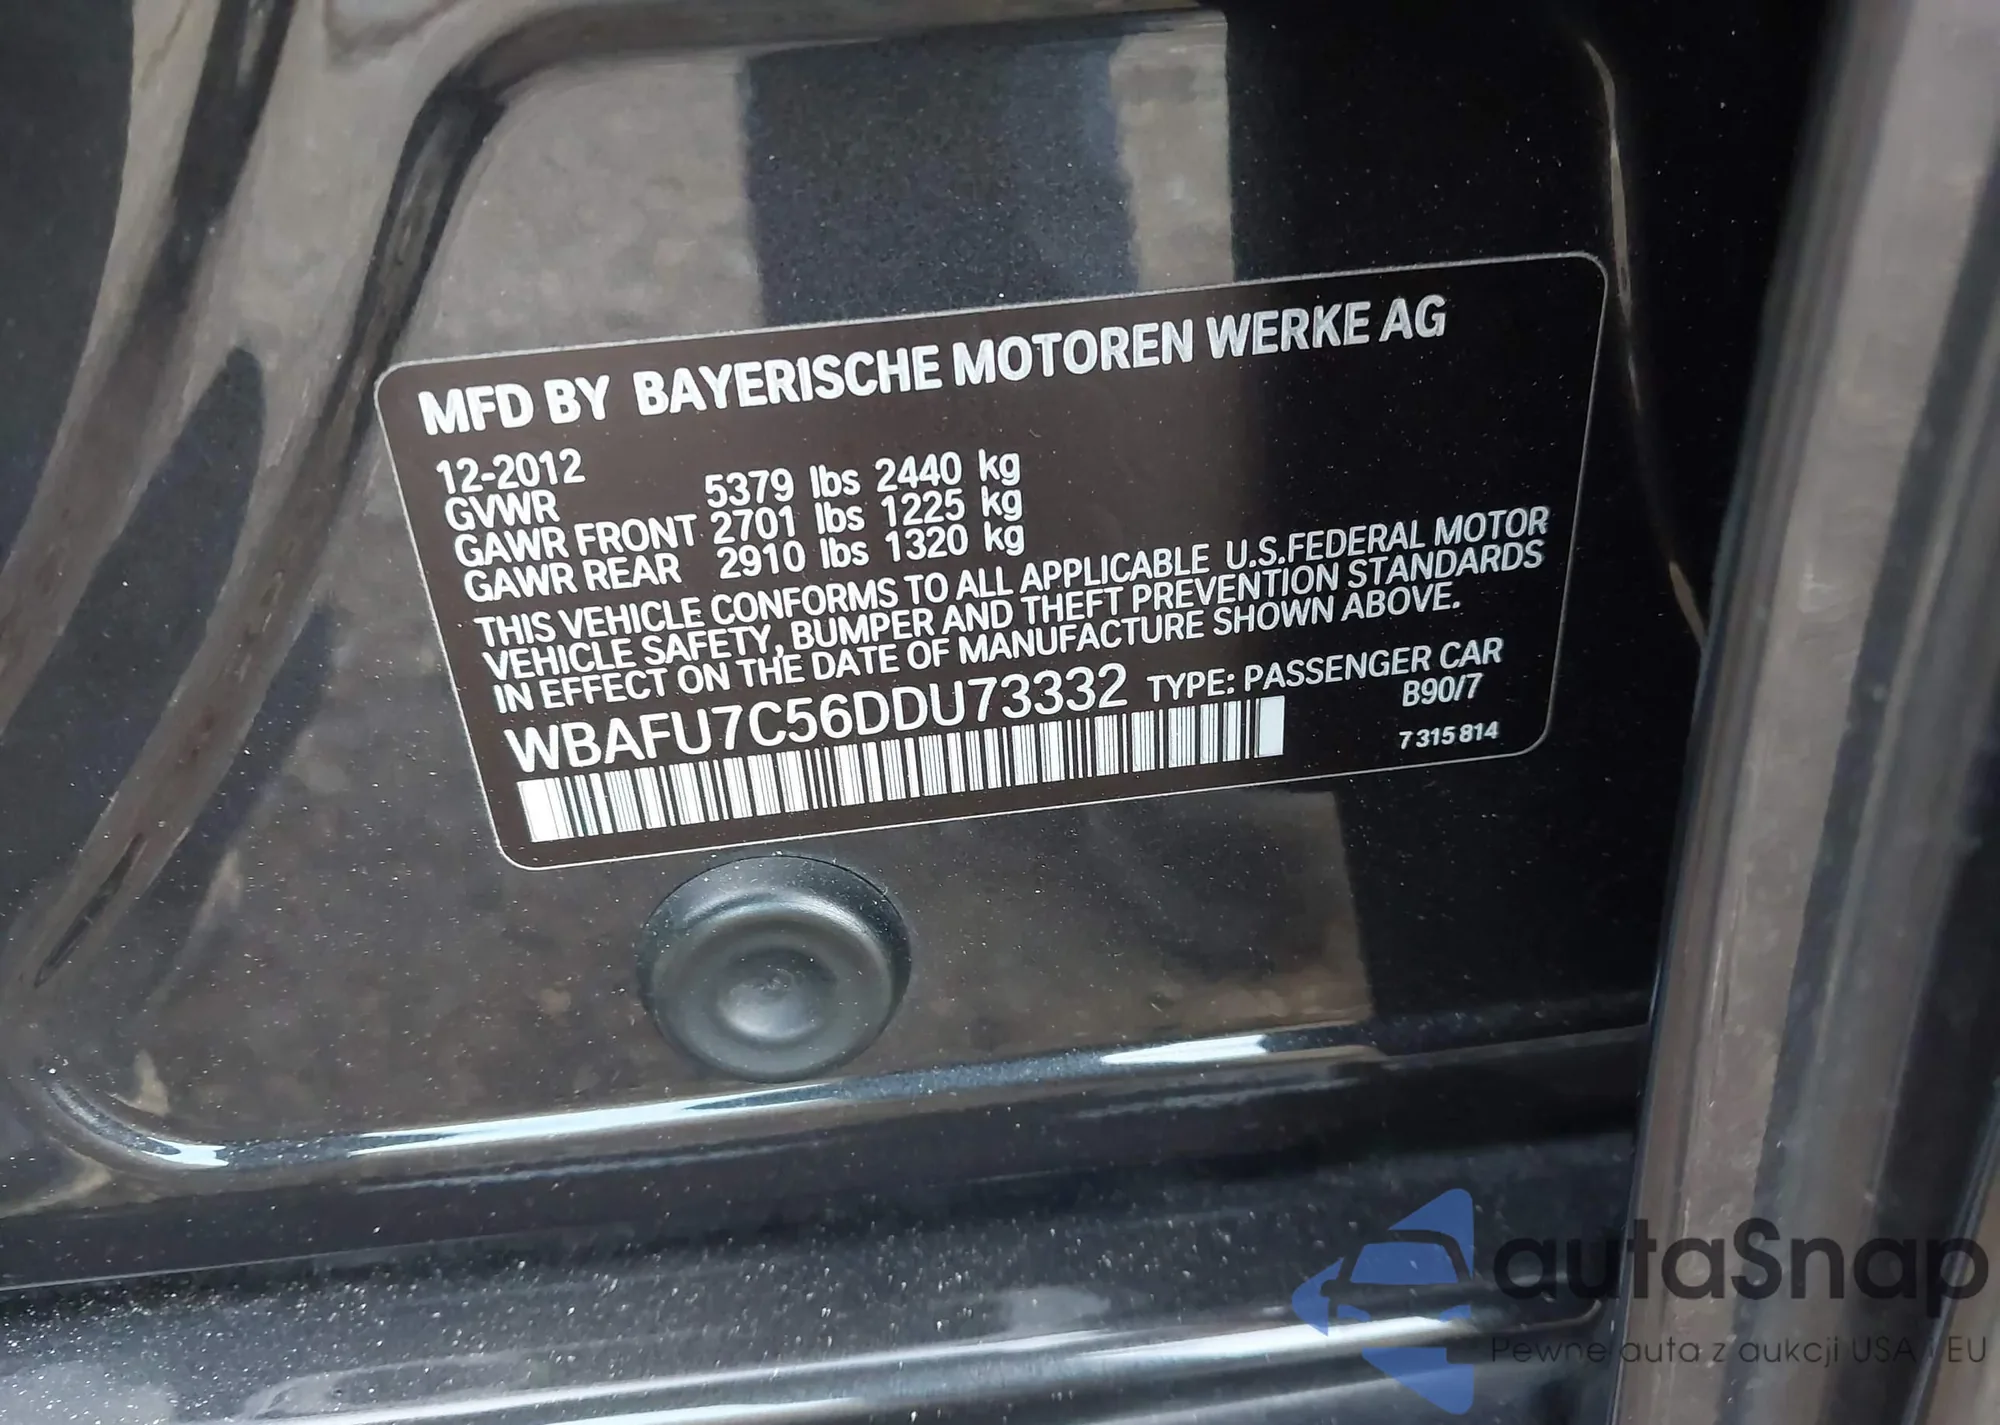 MFD BY BAYERISCHE MOTOREN WERKE AG
12-2012
GVWR 5379 lbs 2440 kg
GAWR FRONT 2701 lbs 1225 kg
GAWR REAR 2910 lbs 1320 kg
THIS VEHICLE CONFORMS TO ALL APPLICABLE U.S.FEDERAL MOTOR
VEHICLE SAFETY, BUMPER AND THEFT PREVENTION STANDARDS
IN EFFECT ON THE DATE OF MANUFACTURE SHOWN ABOVE.
WBAFU7C56DDU73332 TYPE: PASSENGER CAR
B90/7
7 315 814
autaSnap
Pewne auta z aukcji USA i EU